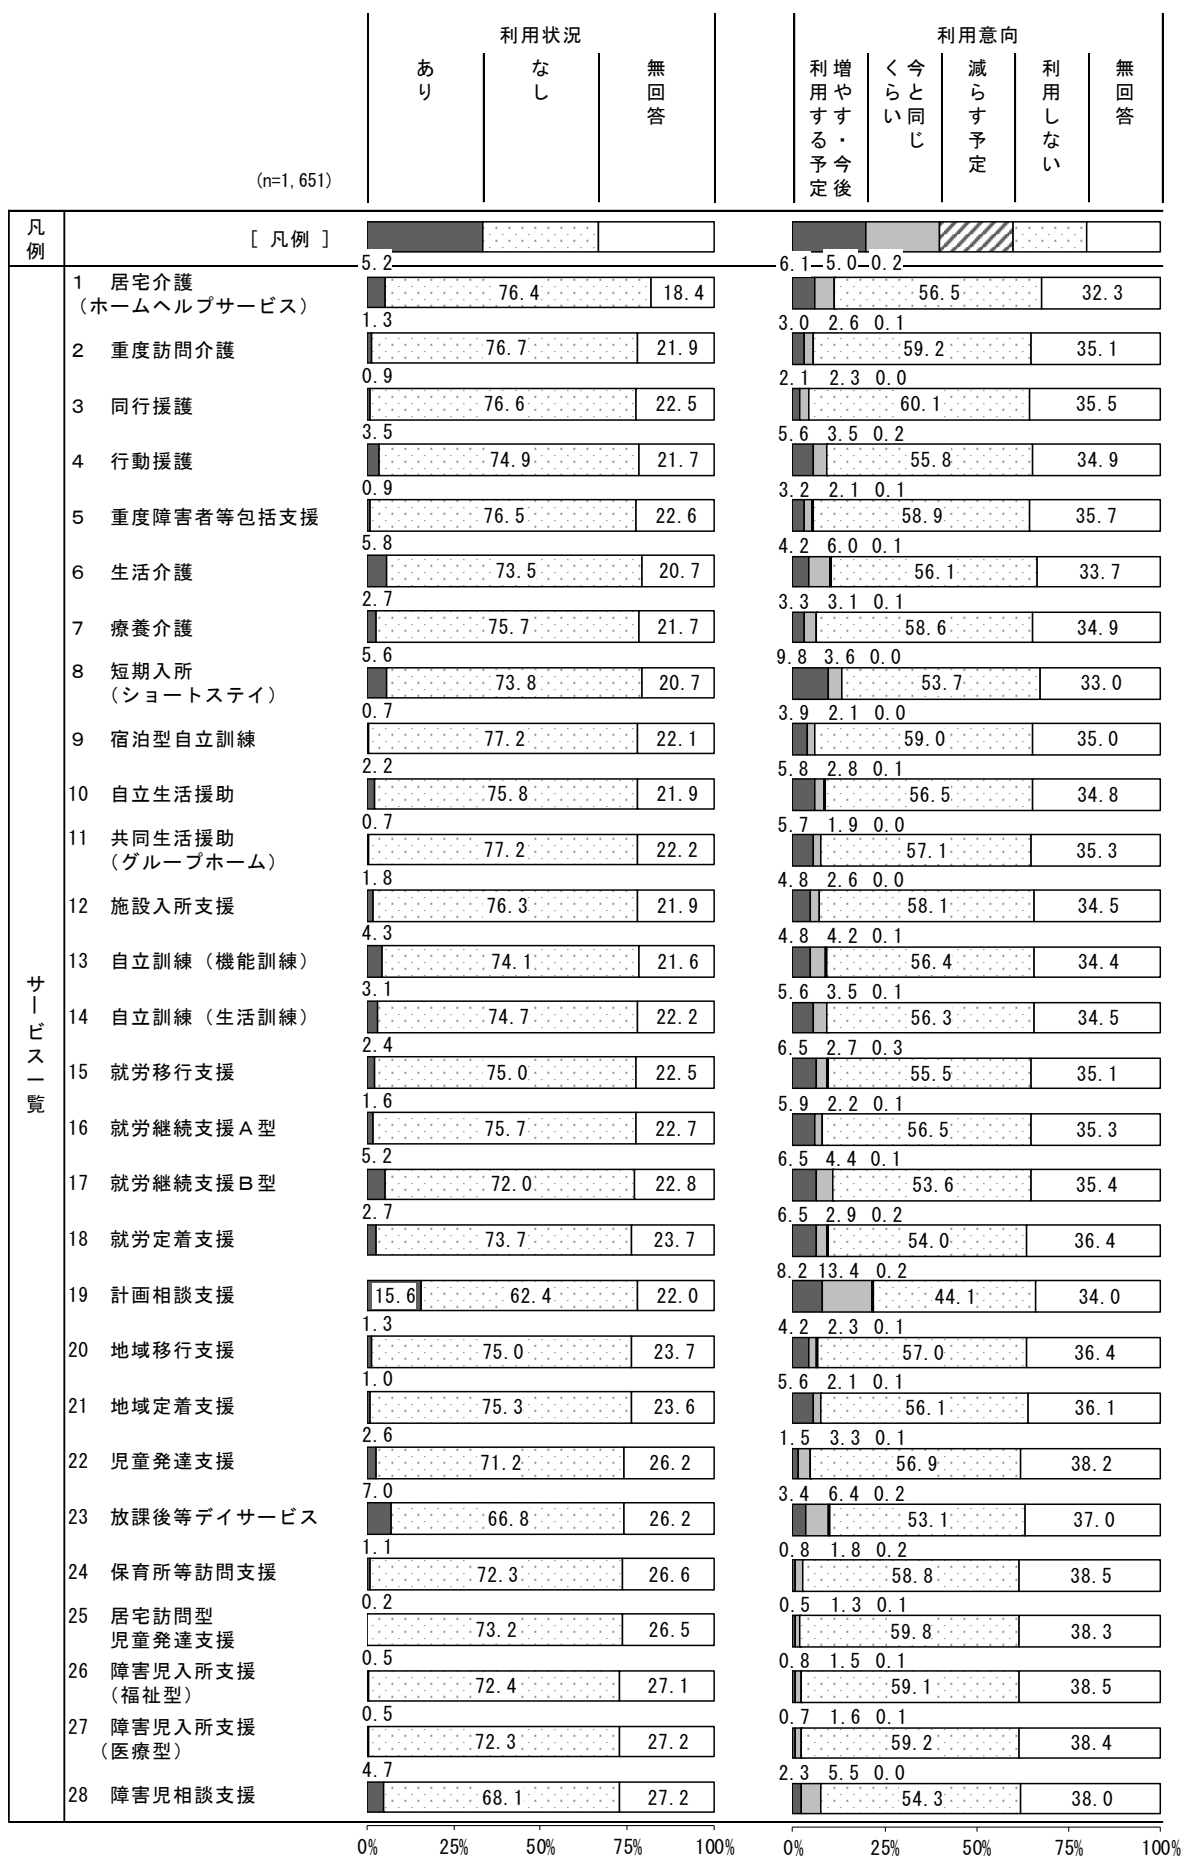 利用状況
利用意向
あり
なし
無回答
増やす・今後利用する予定
今と同じくらい
減らす予定
利用しない
無回答
(n=1,651)
凡例
[ 凡例 ]
サービス一覧
5.2 6.1 5.0 0.2
1 居宅介護
（ホームヘルプサービス）
76.4 18.4 56.5 32.3
1.3 3.0 2.6 0.1
2 重度訪問介護 76.7 21.9 59.2 35.1
0.9 2.1 2.3 0.0
3 同行援護 76.6 22.5 60.1 35.5
3.5 5.6 3.5 0.2
4 行動援護 74.9 21.7 55.8 34.9
0.9 3.2 2.1 0.1
5 重度障害者等包括支援 76.5 22.6 58.9 35.7
5.8 4.2 6.0 0.1
6 生活介護 73.5 20.7 56.1 33.7
2.7 3.3 3.1 0.1
7 療養介護 75.7 21.7 58.6 34.9
5.6 9.8 3.6 0.0
8 短期入所
（ショートステイ）
73.8 20.7 53.7 33.0
0.7 3.9 2.1 0.0
9 宿泊型自立訓練 77.2 22.1 59.0 35.0
2.2 5.8 2.8 0.1
10 自立生活援助 75.8 21.9 56.5 34.8
0.7 5.7 1.9 0.0
11 共同生活援助
（グループホーム）
77.2 22.2 57.1 35.3
1.8 4.8 2.6 0.0
12 施設入所支援 76.3 21.9 58.1 34.5
4.3 4.8 4.2 0.1
13 自立訓練（機能訓練） 74.1 21.6 56.4 34.4
3.1 5.6 3.5 0.1
14 自立訓練（生活訓練） 74.7 22.2 56.3 34.5
2.4 6.5 2.7 0.3
15 就労移行支援 75.0 22.5 55.5 35.1
1.6 5.9 2.2 0.1
16 就労継続支援Ａ型 75.7 22.7 56.5 35.3
5.2 6.5 4.4 0.1
17 就労継続支援Ｂ型 72.0 22.8 53.6 35.4
2.7 6.5 2.9 0.2
18 就労定着支援 73.7 23.7 54.0 36.4
8.2 13.4 0.2
19 計画相談支援 15.6 62.4 22.0 44.1 34.0
1.3 4.2 2.3 0.1
20 地域移行支援 75.0 23.7 57.0 36.4
1.0 5.6 2.1 0.1
21 地域定着支援 75.3 23.6 56.1 36.1
2.6 1.5 3.3 0.1
22 児童発達支援 71.2 26.2 56.9 38.2
7.0 3.4 6.4 0.2
23 放課後等デイサービス 66.8 26.2 53.1 37.0
1.1 0.8 1.8 0.2
24 保育所等訪問支援 72.3 26.6 58.8 38.5
0.2 0.5 1.3 0.1
25 居宅訪問型
児童発達支援
73.2 26.5 59.8 38.3
0.5 0.8 1.5 0.1
26 障害児入所支援
（福祉型）
72.4 27.1 59.1 38.5
0.5 0.7 1.6 0.1
27 障害児入所支援
（医療型）
72.3 27.2 59.2 38.4
4.7 2.3 5.5 0.0
28 障害児相談支援 68.1 27.2 54.3 38.0
0% 25% 50% 75% 100% 0% 25% 50% 75% 100%